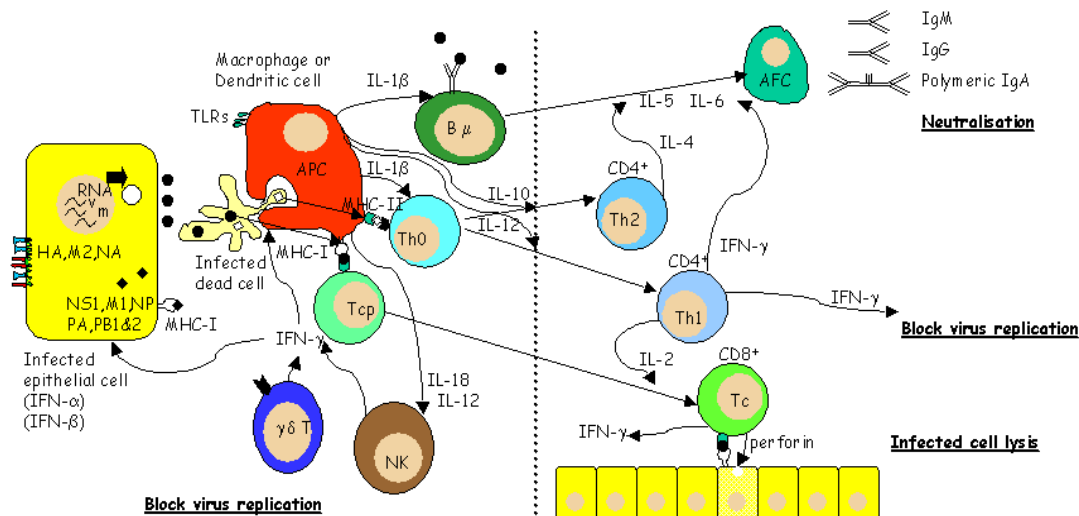 Macrophage or
Dendritic cell
TLRs
APC
IL-1ß
B µ
AFC
IgM
IgG
Polymeric IgA
Neutralisation
IL-5
IL-6
IL-4
IL-1ß
MHC-II
IL-10
IL-12
CD4+
Th2
Th0
RNA
v
m
HA,M2,NA
NS1,M1,NP
PA,PB1&2
MHC-I
Infected
dead cell
MHC-I
Tcp
CD4+
Th1
IFN-γ
IFN-γ
Block virus replication
Infected
epithelial cell
(IFN-α)
(IFN-ß)
IFN-γ
IL-18
IL-12
γδ T
NK
IL-2
CD8+
Tc
IFN-γ
perforin
Infected cell lysis
Block virus replication